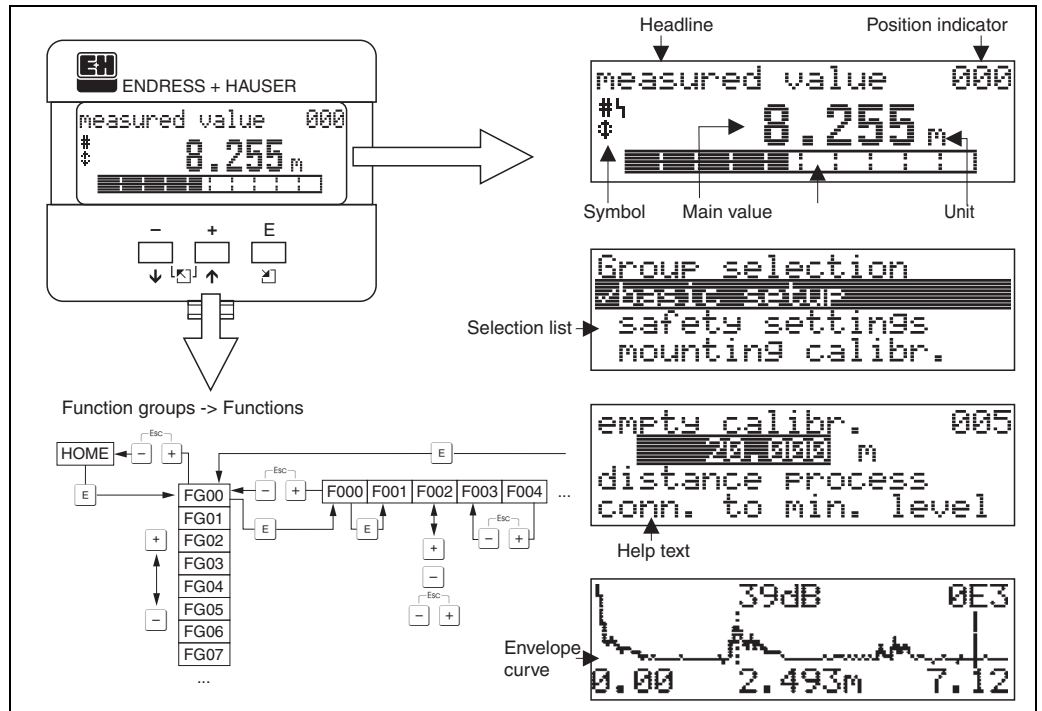 Headline
Position indicator
E+H
ENDRESS + HAUSER
measured value 000
# 8.255 m
– + E
measured value 000
# 8.255 m
Symbol
Main value
Unit
Group selection
basic setup
safety settings
mounting calibr.
Selection list
empty calibr. 005
20.000 m
distance process
conn. to min. level
Help text
39dB 0E3
0.00 2.493m 7.12
Envelope
curve
Function groups -> Functions
HOME
Esc
– +
E
E
FG00
FG01
FG02
FG03
FG04
FG05
FG06
FG07
...
+
–
E
Esc
– +
F000 F001 F002 F003 F004 ...
E
+
–
Esc
– +
Esc
– +